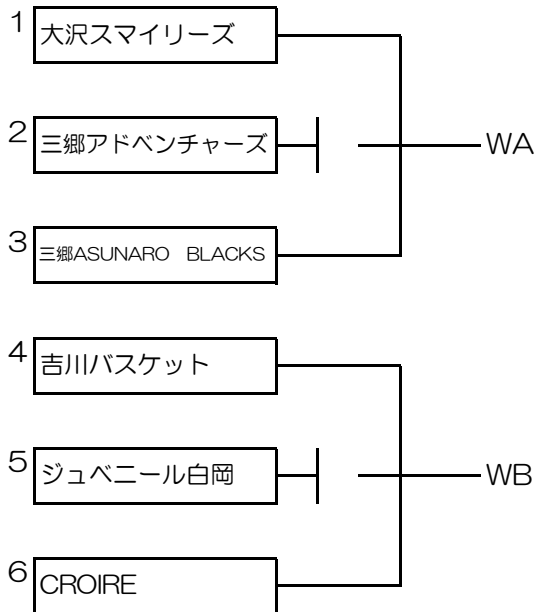 1 大沢スマイリーズ
2 三郷アドベンチャーズ
WA
3 三郷ASUNARO　BLACKS
4 吉川バスケット
5 ジュベニール白岡
WB
6 CROIRE